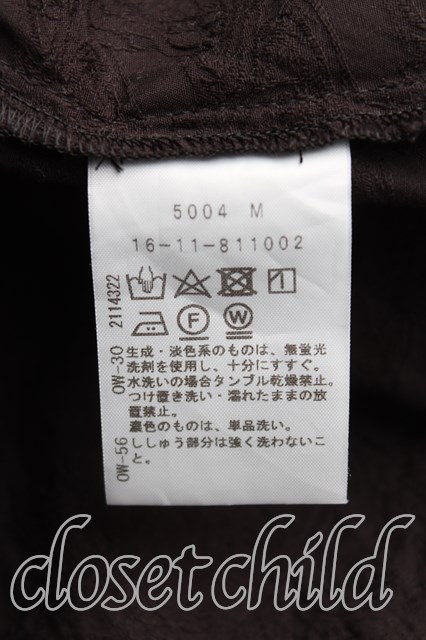 5004 M
16-11-811002
2114322
F
W
OW-30
生成・淡色系のものは、無蛍光
洗剤を使用し、十分にすすぐ。
水洗いの場合タンブル乾燥禁止。
つけ置き洗い・濡れたままの放
置禁止。
濃色のものは、単品洗い。
OW-56
ししゅう部分は強く洗わないこ
と。
closet child